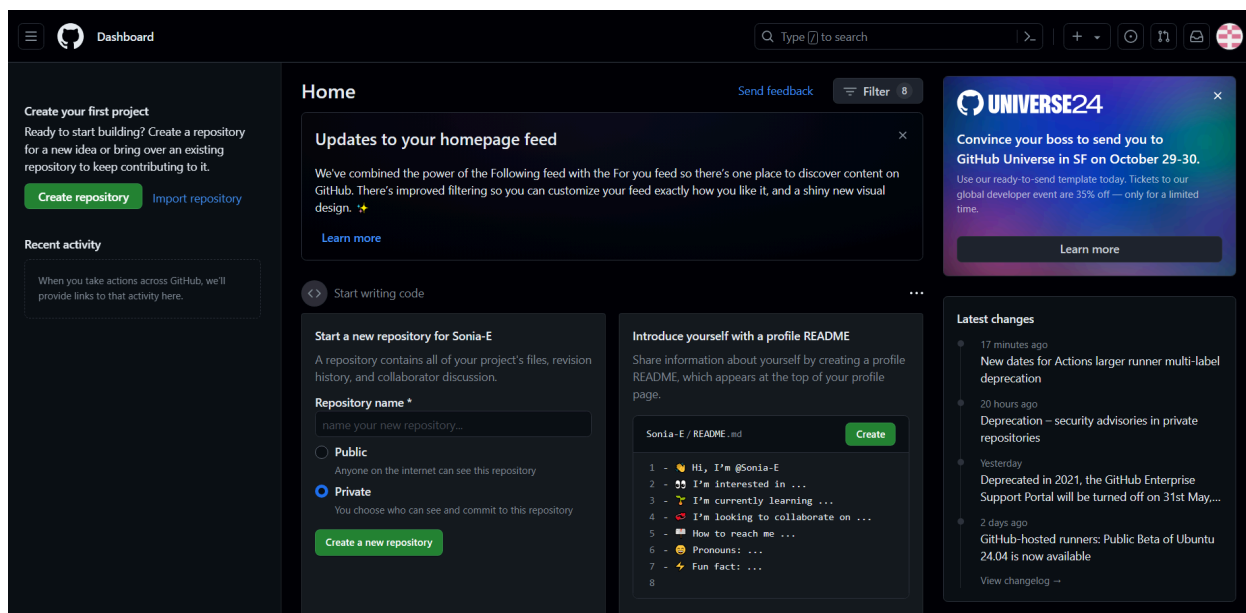 Dashboard
Type / to search
Create your first project
Ready to start building? Create a repository
for a new idea or bring over an existing
repository to keep contributing to it.
Create repository
Import repository
Recent activity
When you take actions across GitHub, we'll
provide links to that activity here.
Home
Send feedback
Filter 8
Updates to your homepage feed
We've combined the power of the Following feed with the For you feed so there's one place to discover content on
GitHub. There's improved filtering so you can customize your feed exactly how you like it, and a shiny new visual
design. ✨
Learn more
Start writing code
Start a new repository for Sonia-E
A repository contains all of your project's files, revision
history, and collaborator discussion.
Repository name *
name your new repository...
Public
Anyone on the internet can see this repository
Private
You choose who can see and commit to this repository
Create a new repository
Introduce yourself with a profile README
Share information about yourself by creating a profile
README, which appears at the top of your profile
page.
Sonia-E / README.md
Create
1 - 👋 Hi, I'm @Sonia-E
2 - 👀 I'm interested in ...
3 - 🌱 I'm currently learning ...
4 - 💞️ I'm looking to collaborate on ...
5 - 📫 How to reach me ...
6 - 😄 Pronouns: ...
7 - ⚡ Fun fact: ...
8
UNIVERSE24
Convince your boss to send you to
GitHub Universe in SF on October 29-30.
Use our ready-to-send template today. Tickets to our
global developer event are 35% off — only for a limited
time.
Learn more
Latest changes
17 minutes ago
New dates for Actions larger runner multi-label
deprecation
20 hours ago
Deprecation – security advisories in private
repositories
Yesterday
Deprecated in 2021, the GitHub Enterprise
Support Portal will be turned off on 31st May,...
2 days ago
GitHub-hosted runners: Public Beta of Ubuntu
24.04 is now available
View changelog →